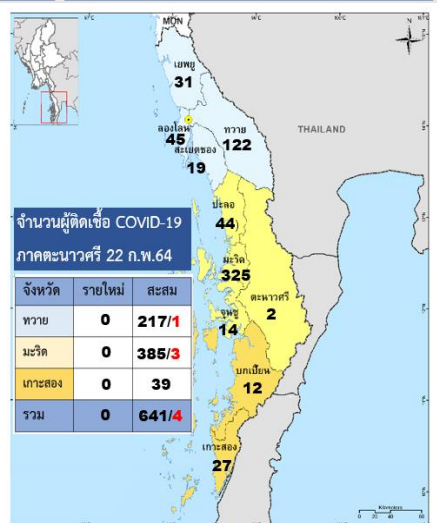 MON
N
เยพยู
31
ลองโลน
45
ทวาย
122
THAILAND
สะเยดของ
19
ปะลอ
44
จำนวนผู้ติดเชื้อ COVID-19
ภาคตะนาวศรี 22 ก.พ.64
มะริด
325
ตะนาวศรี
2
จุนซู
14
จังหวัด รายใหม่ สะสม
ทวาย 0 217/1
มะริด 0 385/3
เกาะสอง 0 39
รวม 0 641/4
บกเปี้ยน
12
เกาะสอง
27
Kilometers